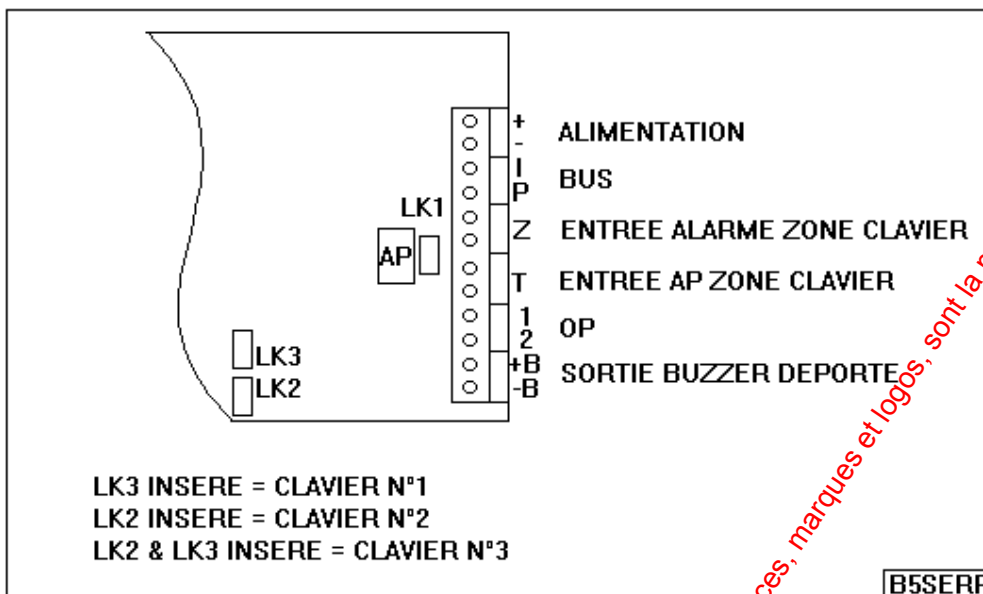 + ALIMENTATION
-
I BUS
P
LK1
Z ENTREE ALARME ZONE CLAVIER
AP
T ENTREE AP ZONE CLAVIER
1 OP
2
+B SORTIE BUZZER DEPORTE
-B
LK3
LK2
LK3 INSERE = CLAVIER N°1
LK2 INSERE = CLAVIER N°2
LK2 & LK3 INSERE = CLAVIER N°3
ces, marques et logos, sont la
B5SERP